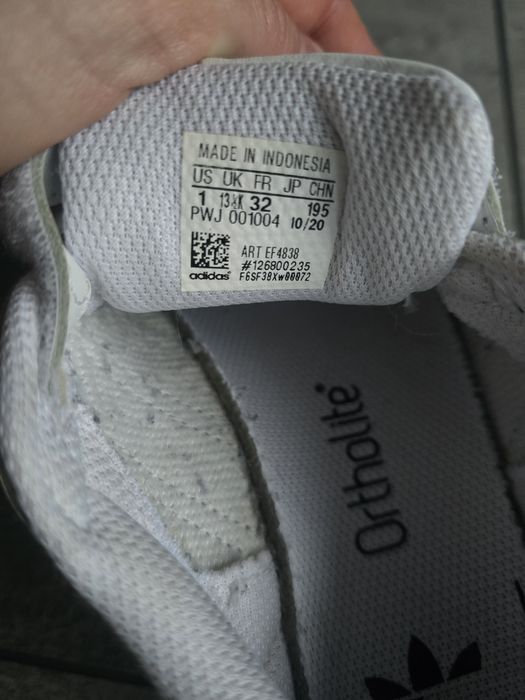 MADE IN INDONESIA
US UK FR JP CHN
1 13½K 32 195
PWJ 001004 10/20
ART EF4838
#126800235
adidas F6SF39Xw00072
Ortholite